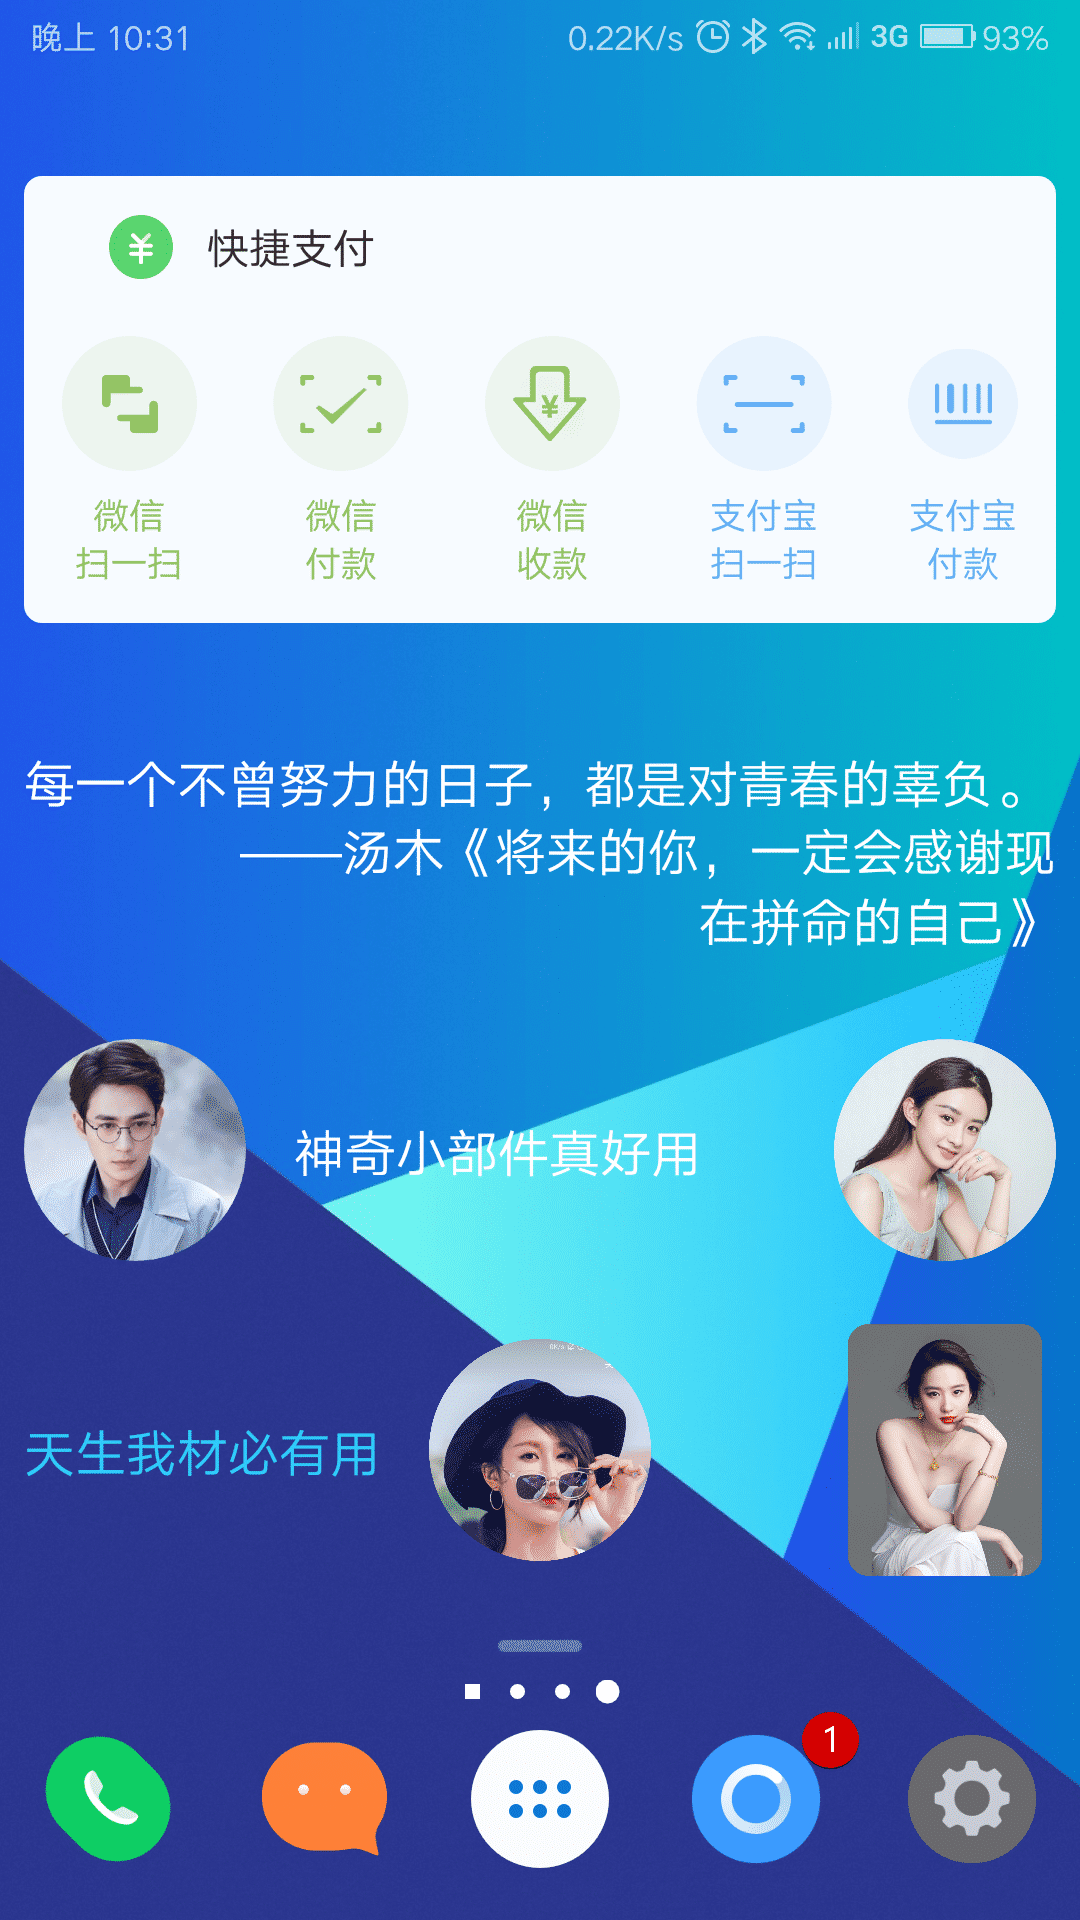 晚上 10:31 0.22K/s 3G 93%
¥ 快捷支付
¥
微信 微信 微信 支付宝 支付宝
扫一扫 付款 收款 扫一扫 付款
每一个不曾努力的日子，都是对青春的辜负。
——汤木《将来的你，一定会感谢现
在拼命的自己》
神奇小部件真好用
天生我材必有用
1